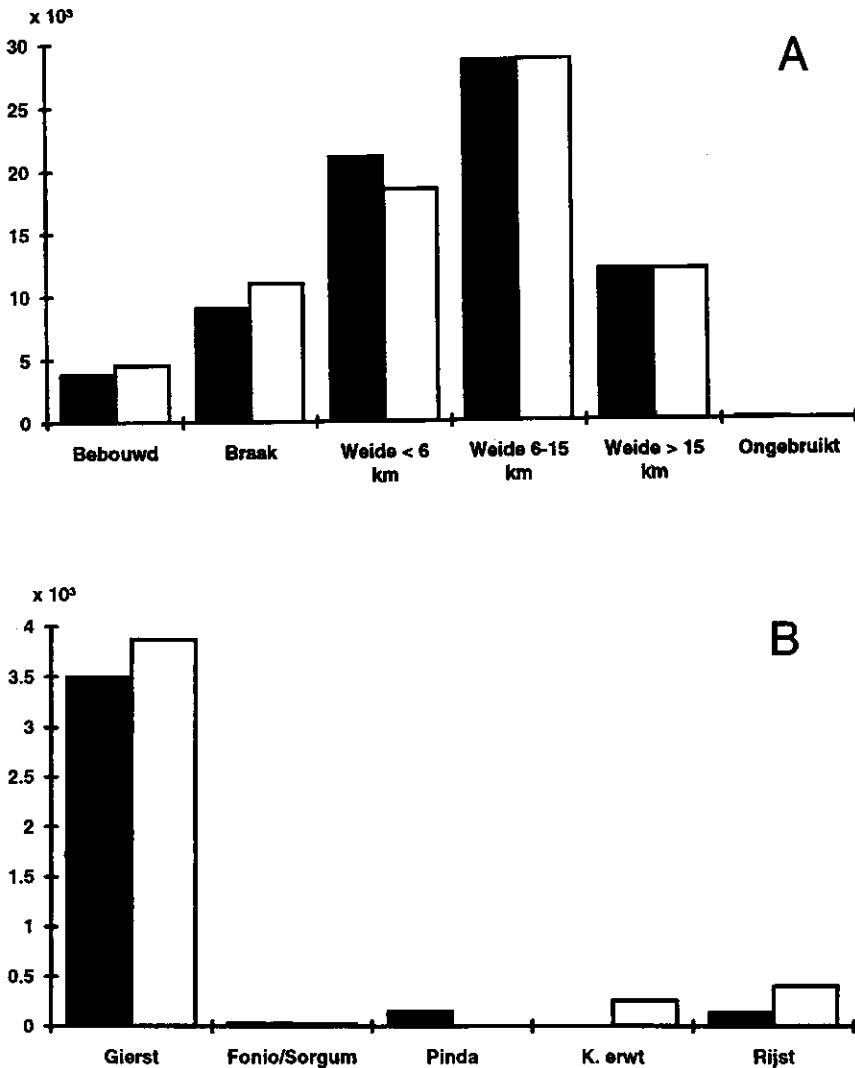 x 10³
A
30
25
20
15
10
5
0
Bebouwd Braak Weide < 6 km Weide 6-15 km Weide > 15 km Ongebruikt
x 10³
B
4
3.5
3
2.5
2
1.5
1
0.5
0
Gierst Fonio/Sorgum Pinda K. erwt Rijst